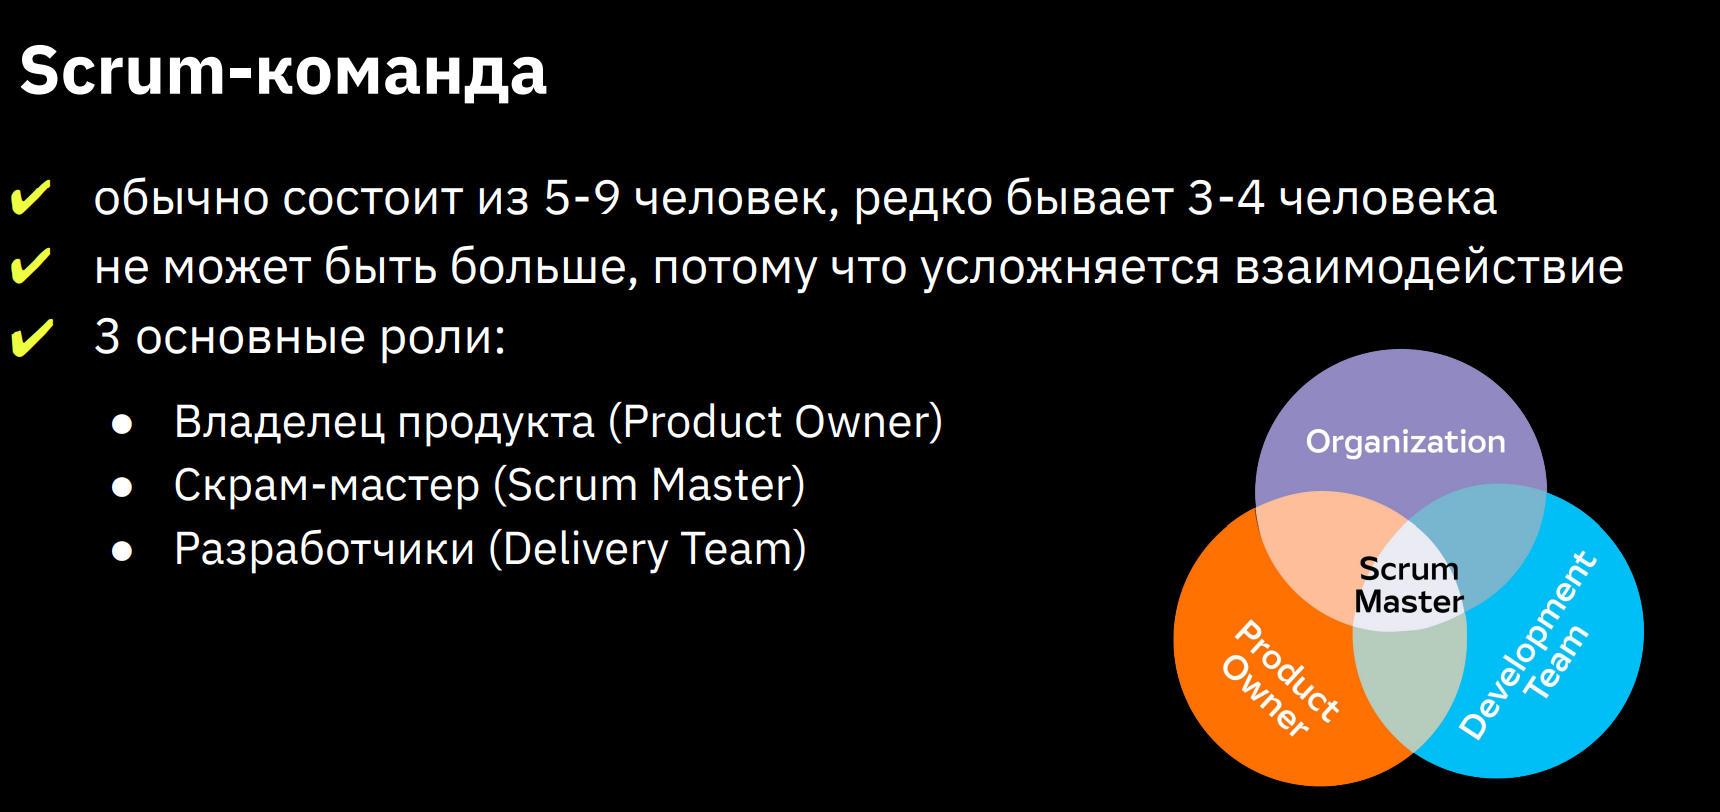 Scrum-команда
✔ обычно состоит из 5-9 человек, редко бывает 3-4 человека
✔ не может быть больше, потому что усложняется взаимодействие
✔ 3 основные роли:
● Владелец продукта (Product Owner)
● Скрам-мастер (Scrum Master)
● Разработчики (Delivery Team)
Organization
Scrum
Master
Product
Owner
Development
Team